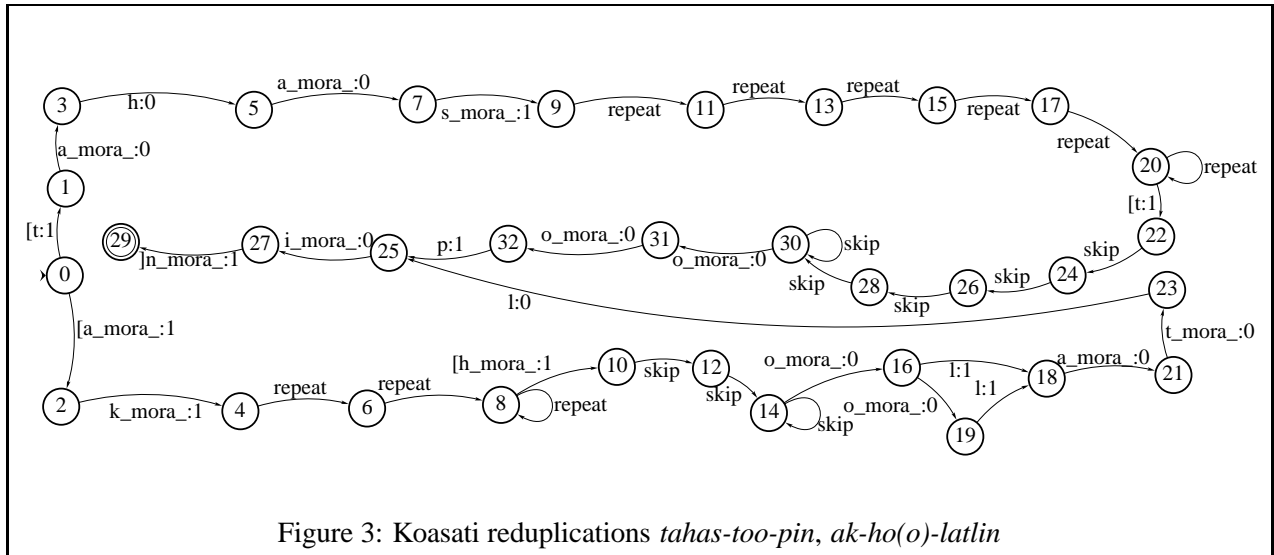 3 h:0 5 a_mora_:0 7 s_mora_:1 9 repeat 11 repeat 13 repeat 15 repeat 17 repeat 20 repeat
a_mora_:0
1
[t:1
0
[t:1 22 skip 24 skip 26 skip 28 skip 30 skip o_mora_:0 31 o_mora_:0 32 p:1 25 i_mora_:0 27 ]n_mora_:1 29
[a_mora_:1
2 k_mora_:1 4 repeat 6 repeat 8 repeat [h_mora_:1 10 skip 12 skip 14 skip o_mora_:0 16 l:1 18 a_mora_:0 21 t_mora_:0 23 l:0
o_mora_:0 19 l:1
Figure 3: Koasati reduplications tahas-too-pin, ak-ho(o)-latlin